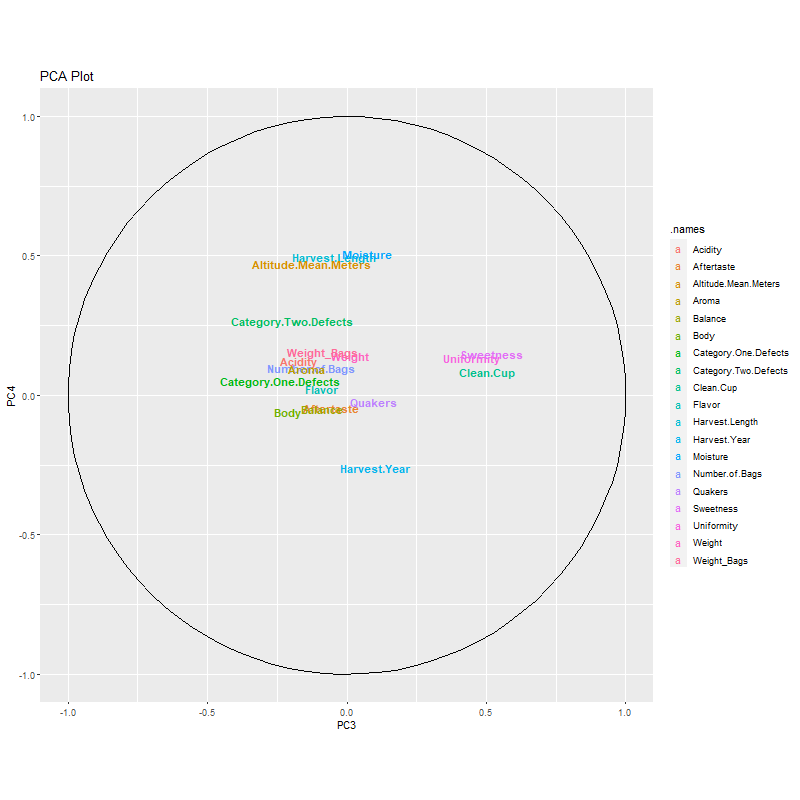 PCA Plot
1.0
Moisture
Harvest.Length
0.5
Altitude.Mean.Meters
Category.Two.Defects
Weight_Bags
Weight
Sweetness
Uniformity
Acidity
Number.of.Bags
Aroma
Clean.Cup
Category.One.Defects
Flavor
0.0
Quakers
Balance
Aftertaste
Body
Harvest.Year
-0.5
-1.0
PC4
-1.0
-0.5
0.0
0.5
1.0
PC3
.names
a Acidity
a Aftertaste
a Altitude.Mean.Meters
a Aroma
a Balance
a Body
a Category.One.Defects
a Category.Two.Defects
a Clean.Cup
a Flavor
a Harvest.Length
a Harvest.Year
a Moisture
a Number.of.Bags
a Quakers
a Sweetness
a Uniformity
a Weight
a Weight_Bags